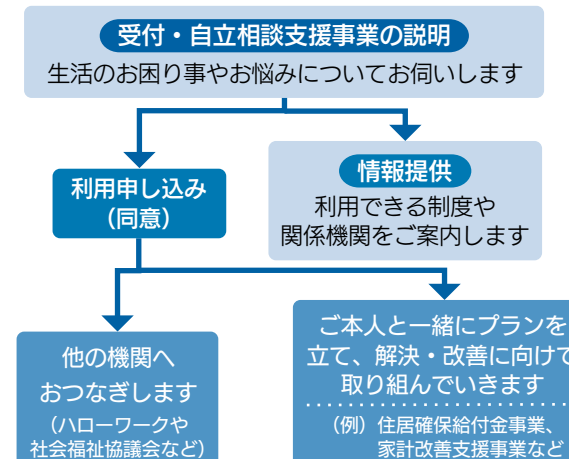 受付・自立相談支援事業の説明
生活のお困り事やお悩みについてお伺いします
利用申し込み
（同意）
情報提供
利用できる制度や
関係機関をご案内します
他の機関へ
おつなぎします
（ハローワークや
社会福祉協議会など）
ご本人と一緒にプランを
立て、解決・改善に向けて
取り組んでいきます
（例）住居確保給付金事業、
家計改善支援事業など